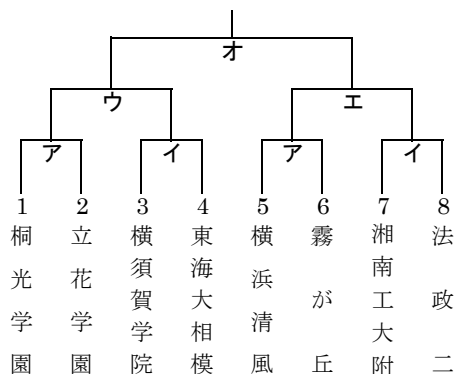 オ
ウ
エ
ア
イ
ア
イ
1 2 3 4 5 6 7 8
桐光学園
立花学園
横須賀学院
東海大相模
横浜清風
霧が丘
湘南工大附
法政二